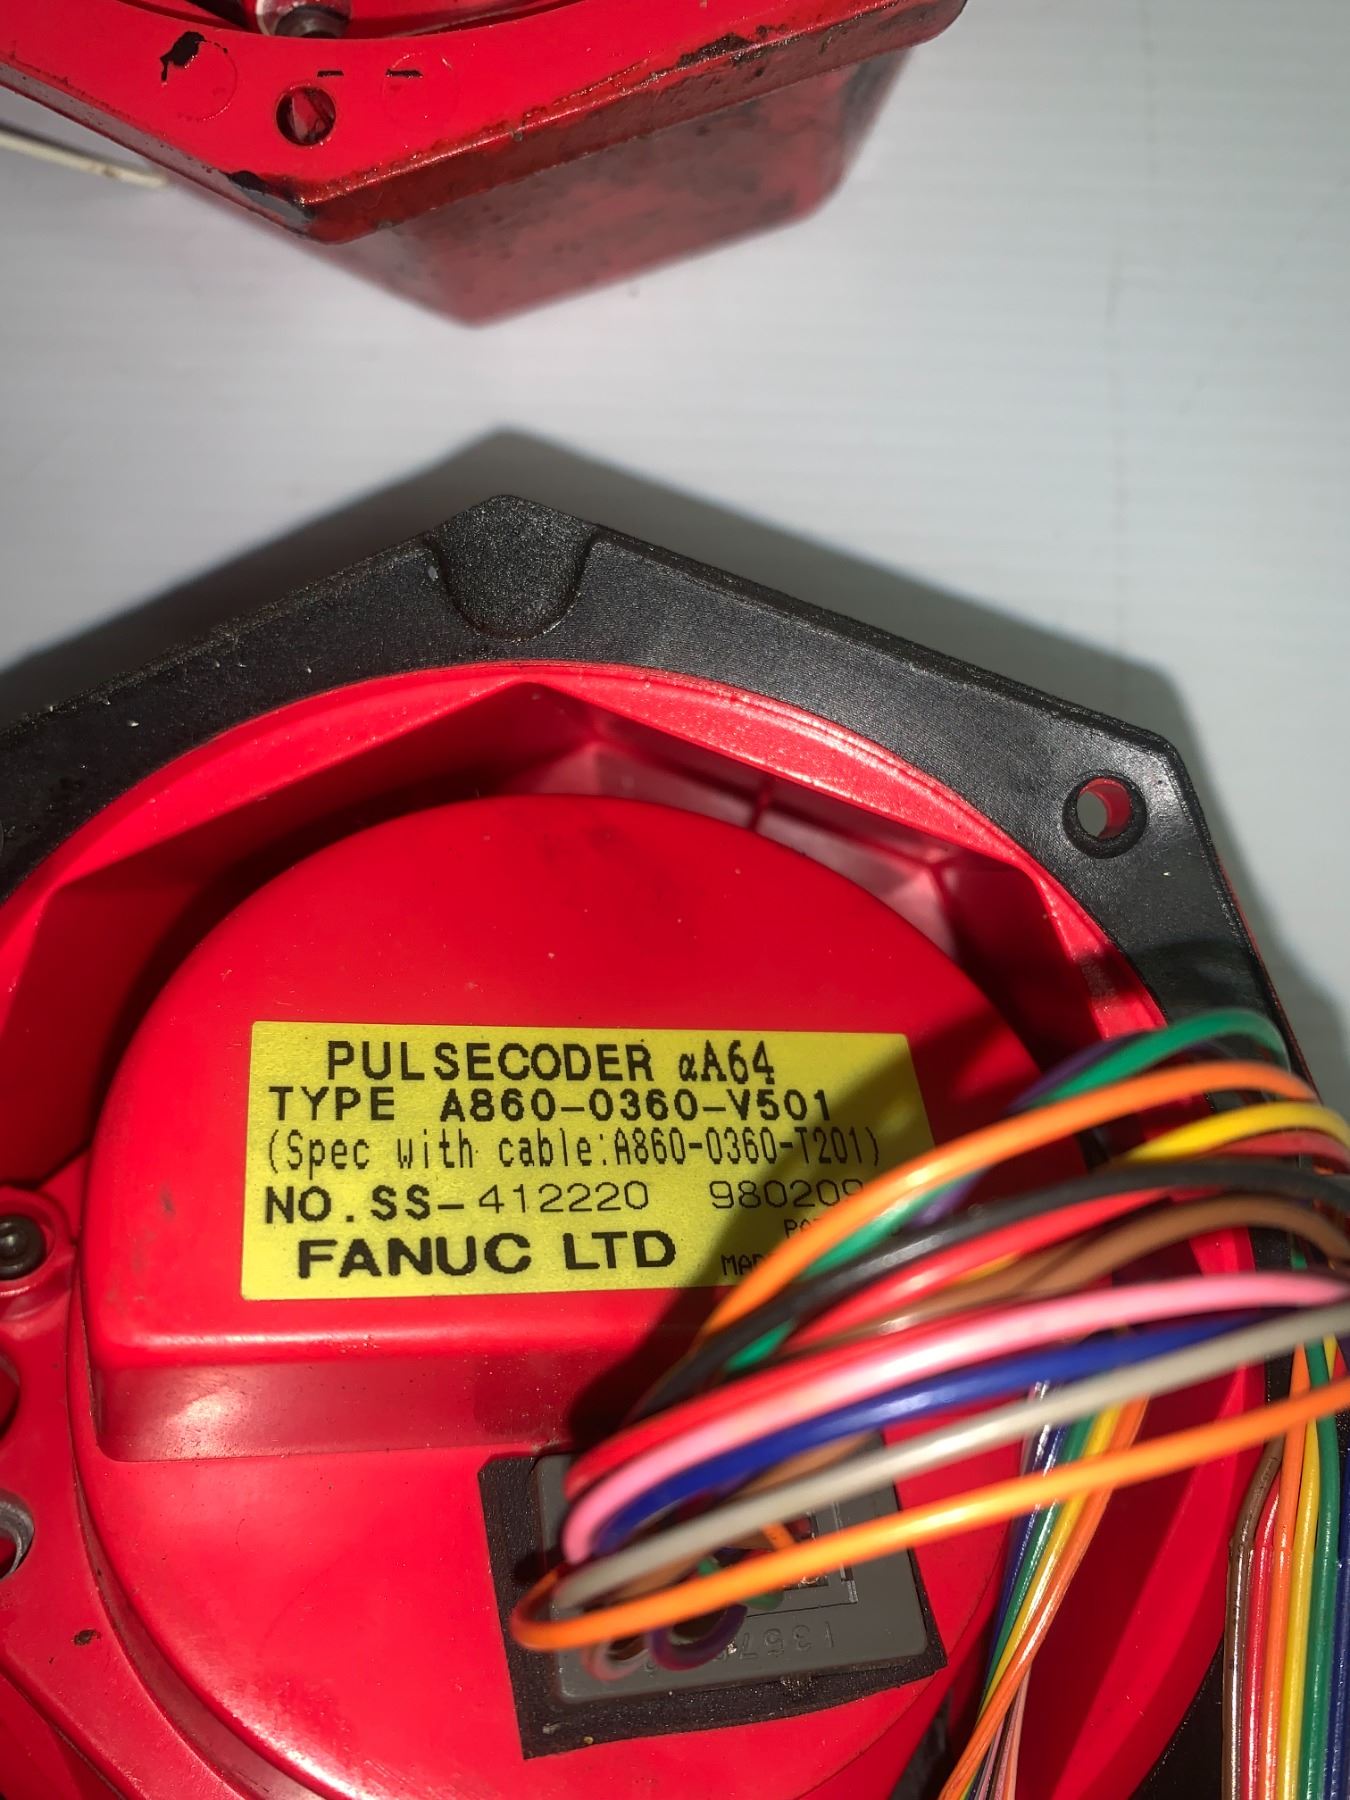 PULSECODER αA64
TYPE A860-0360-V501
(Spec with cable:A860-0360-T201)
NO.SS-412220 980209
FANUC LTD